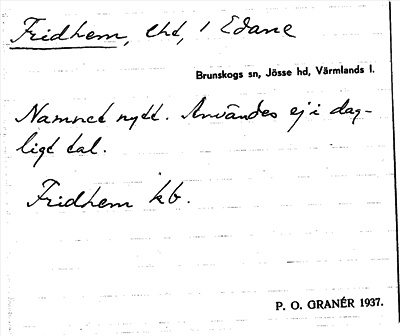 Fridhem, lht, 1 Edane
Brunskogs sn, Jösse hd, Värmlands l.
Namnet nytt. Användes ej i dag-
ligt tal.
Fridhem kb.
P. O. GRANÉR 1937.